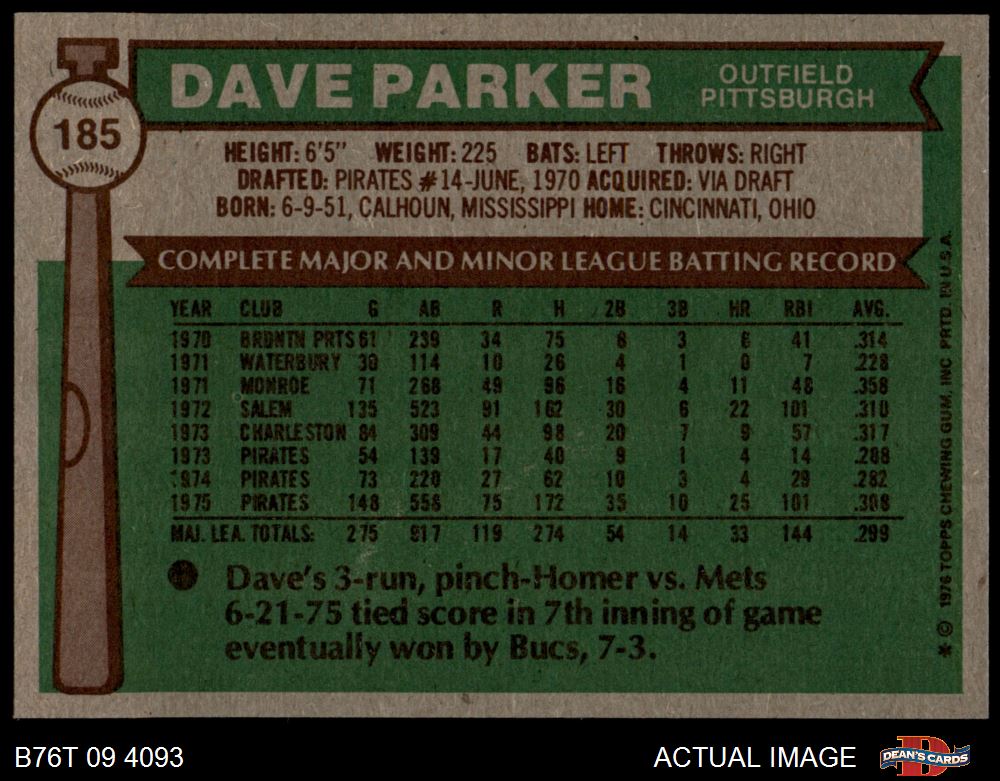 185
DAVE PARKER
OUTFIELD
PITTSBURGH
HEIGHT: 6'5" WEIGHT: 225 BATS: LEFT THROWS: RIGHT
DRAFTED: PIRATES #14-JUNE, 1970 ACQUIRED: VIA DRAFT
BORN: 6-9-51, CALHOUN, MISSISSIPPI HOME: CINCINNATI, OHIO
COMPLETE MAJOR AND MINOR LEAGUE BATTING RECORD
YEAR CLUB G AB R H 2B 3B HR RBI AVG.
1970 BRDNTN PRTS 61 239 34 75 8 3 6 41 .314
1971 WATERBURY 30 114 10 26 4 1 0 7 .228
1971 MONROE 71 268 49 96 16 4 11 48 .358
1972 SALEM 135 523 91 162 30 6 22 101 .310
1973 CHARLESTON 84 309 44 98 20 7 9 57 .317
1973 PIRATES 54 139 17 40 9 1 4 14 .288
1974 PIRATES 73 220 27 62 10 3 4 29 .282
1975 PIRATES 148 558 75 172 35 10 25 101 .308
MAJ. LEA. TOTALS: 275 917 119 274 54 14 33 144 .299
Dave's 3-run, pinch-Homer vs. Mets
6-21-75 tied score in 7th inning of game
eventually won by Bucs, 7-3.
* © 1976 TOPPS CHEWING GUM, INC PRTD. IN U.S.A.
B76T 09 4093
ACTUAL IMAGE
DEAN'S CARDS